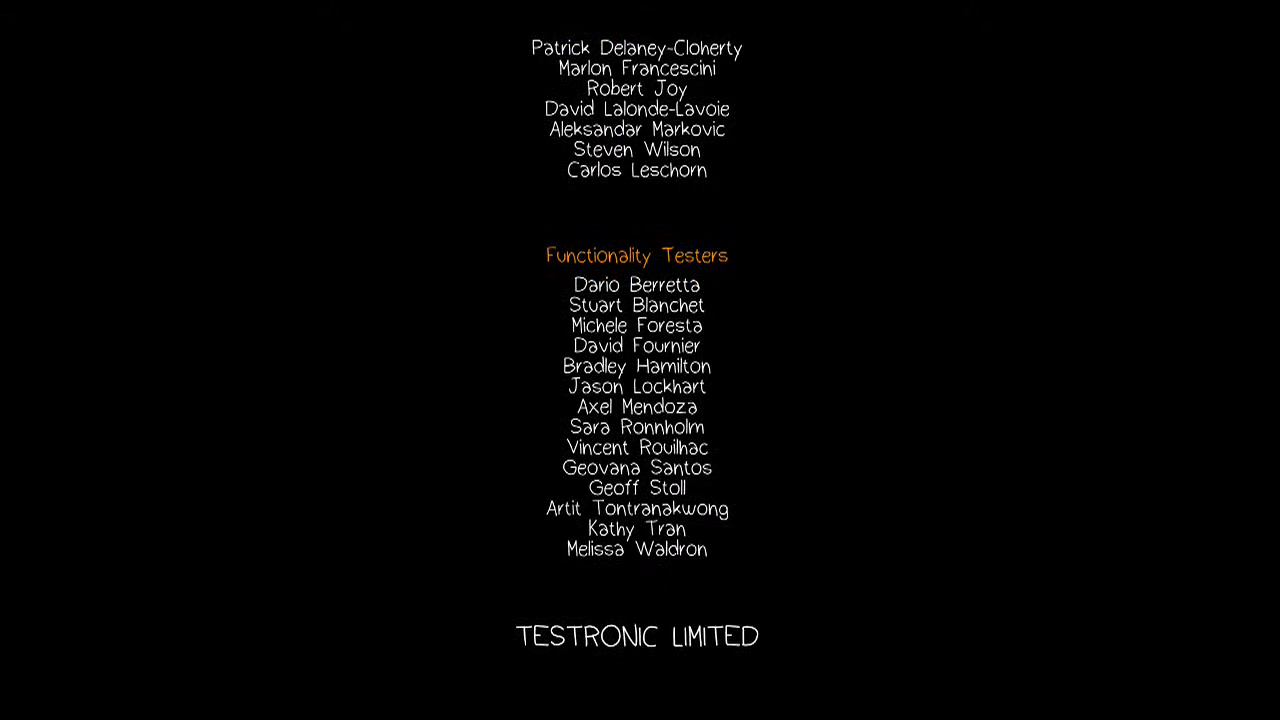 Patrick Delaney-Cloherty
Marlon Francescini
Robert Joy
David Lalonde-Lavoie
Aleksandar Markovic
Steven Wilson
Carlos Leschorn
Functionality Testers
Dario Berretta
Stuart Blanchet
Michele Foresta
David Fournier
Bradley Hamilton
Jason Lockhart
Axel Mendoza
Sara Ronnholm
Vincent Rouilhac
Geovana Santos
Geoff Stoll
Artit Tontranakwong
Kathy Tran
Melissa Waldron
TESTRONIC LIMITED